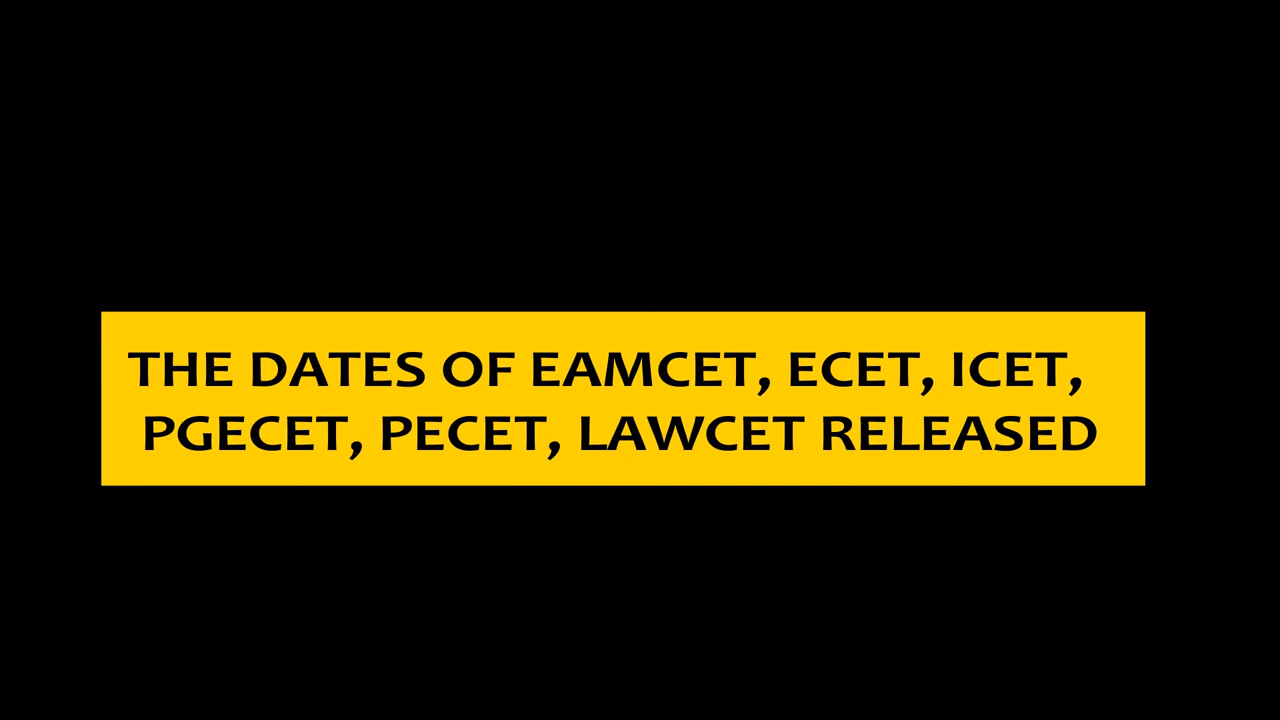 THE DATES OF EAMCET, ECET, ICET,
PGECET, PECET, LAWCET RELEASED